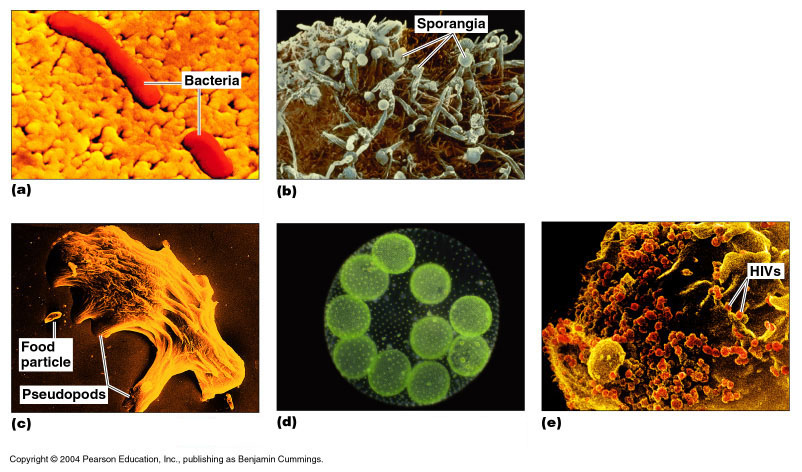 Bacteria
(a)
Sporangia
(b)
Food
particle
Pseudopods
(c)
(d)
HIVs
(e)
Copyright © 2004 Pearson Education, Inc., publishing as Benjamin Cummings.